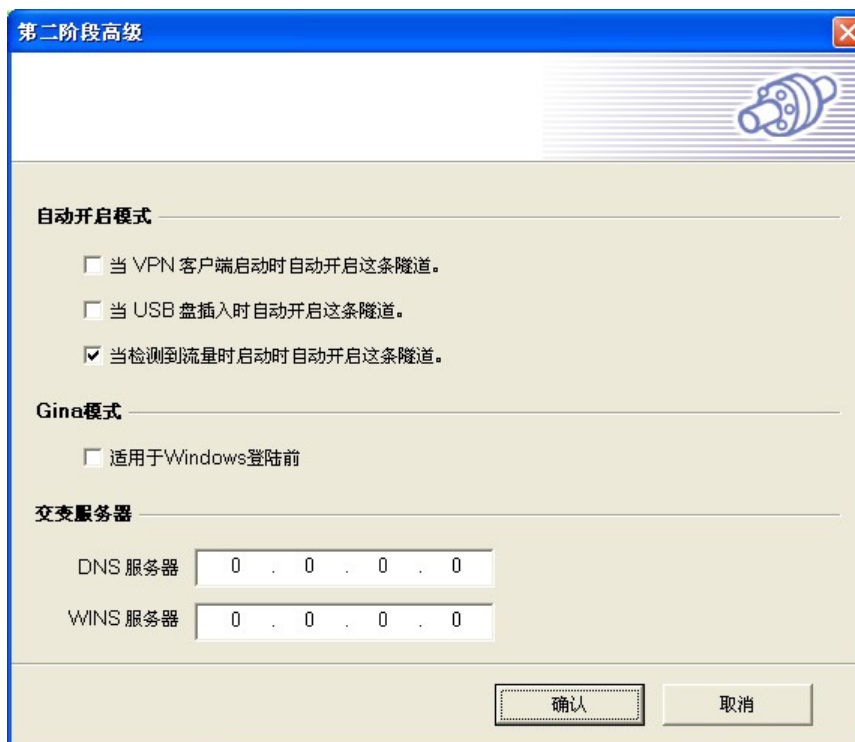 第二阶段高级
自动开启模式
当 VPN 客户端启动时自动开启这条隧道。
当 USB 盘插入时自动开启这条隧道。
当检测到流量时启动时自动开启这条隧道。
Gina模式
适用于Windows登陆前
交变服务器
DNS 服务器 0 . 0 . 0 . 0
WINS 服务器 0 . 0 . 0 . 0
确认 取消